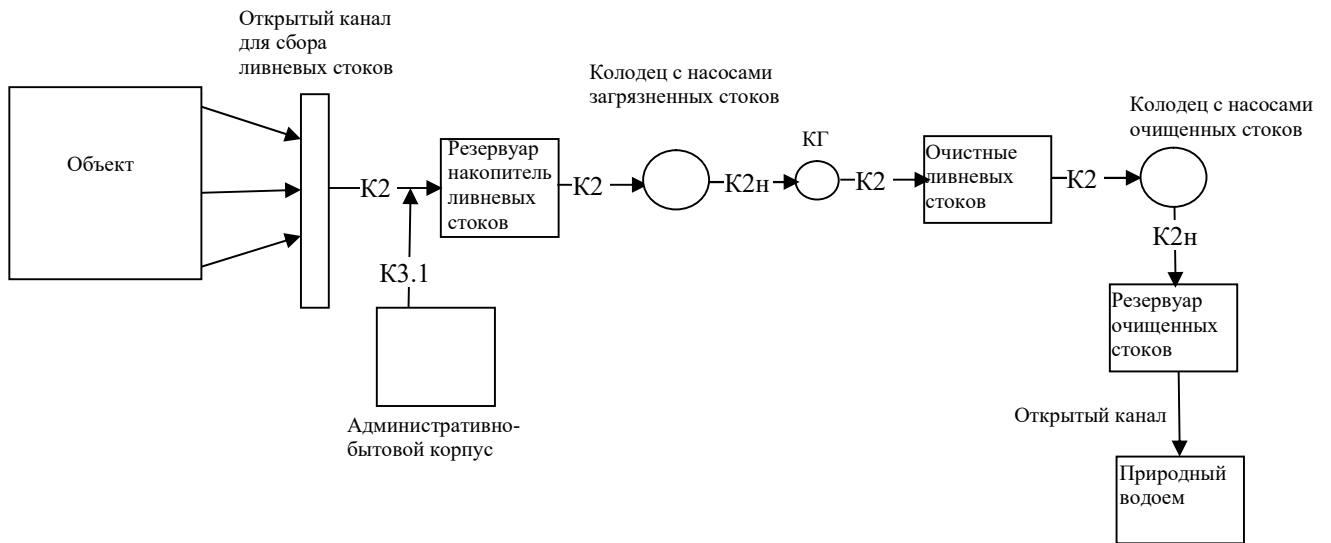 Открытый канал
для сбора
ливневых стоков
Объект
К2
К3.1
Административно-
бытовой корпус
Резервуар
накопитель
ливневых
стоков
К2
Колодец с насосами
загрязненных стоков
К2н
КГ
К2
Очистные
ливневых
стоков
К2
Колодец с насосами
очищенных стоков
К2н
Резервуар
очищенных
стоков
Открытый канал
Природный
водоем